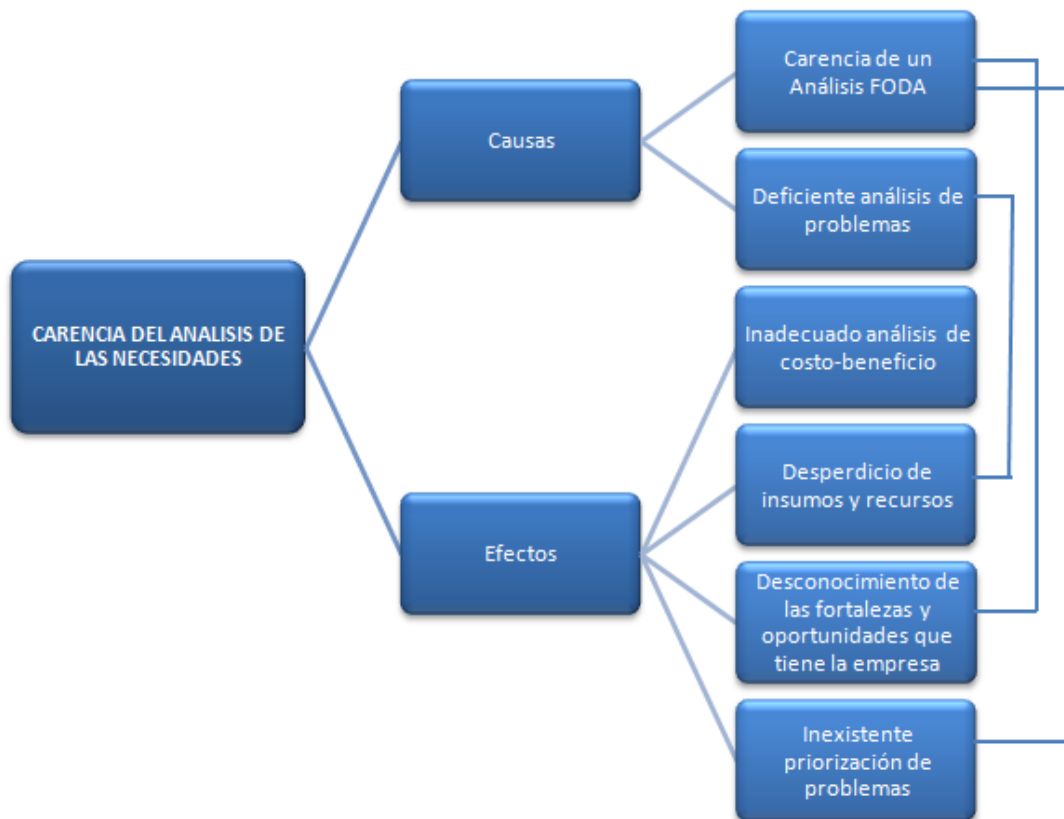 CARENCIA DEL ANALISIS DE
LAS NECESIDADES
Causas
Carencia de un
Análisis FODA
Deficiente análisis de
problemas
Efectos
Inadecuado análisis de
costo-beneficio
Desperdicio de
insumos y recursos
Desconocimiento de
las fortalezas y
oportunidades que
tiene la empresa
Inexistente
priorización de
problemas